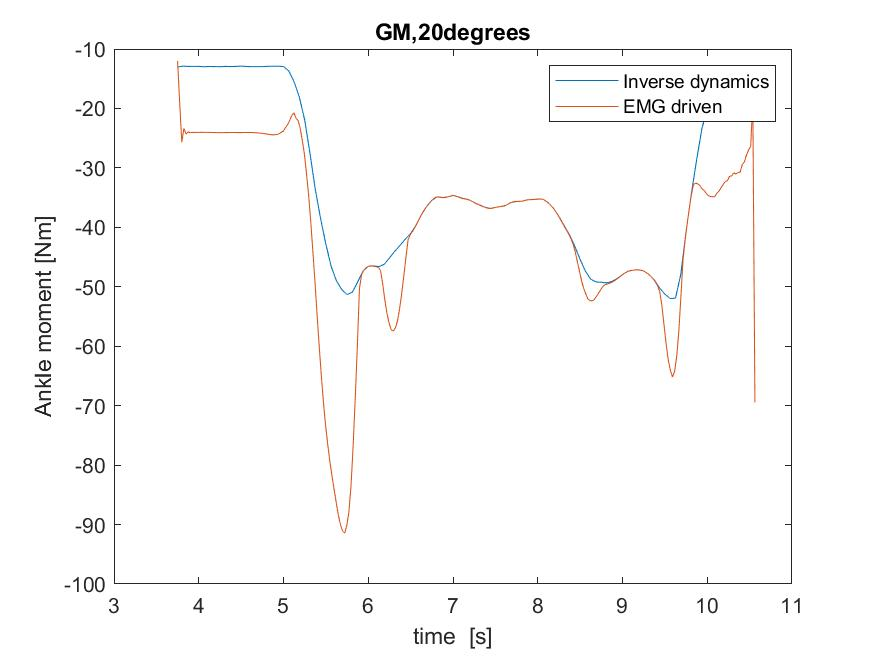 GM,20degrees
-10
-20
-30
-40
-50
-60
-70
-80
-90
-100
Ankle moment [Nm]
Inverse dynamics
EMG driven
3 4 5 6 7 8 9 10 11
time [s]